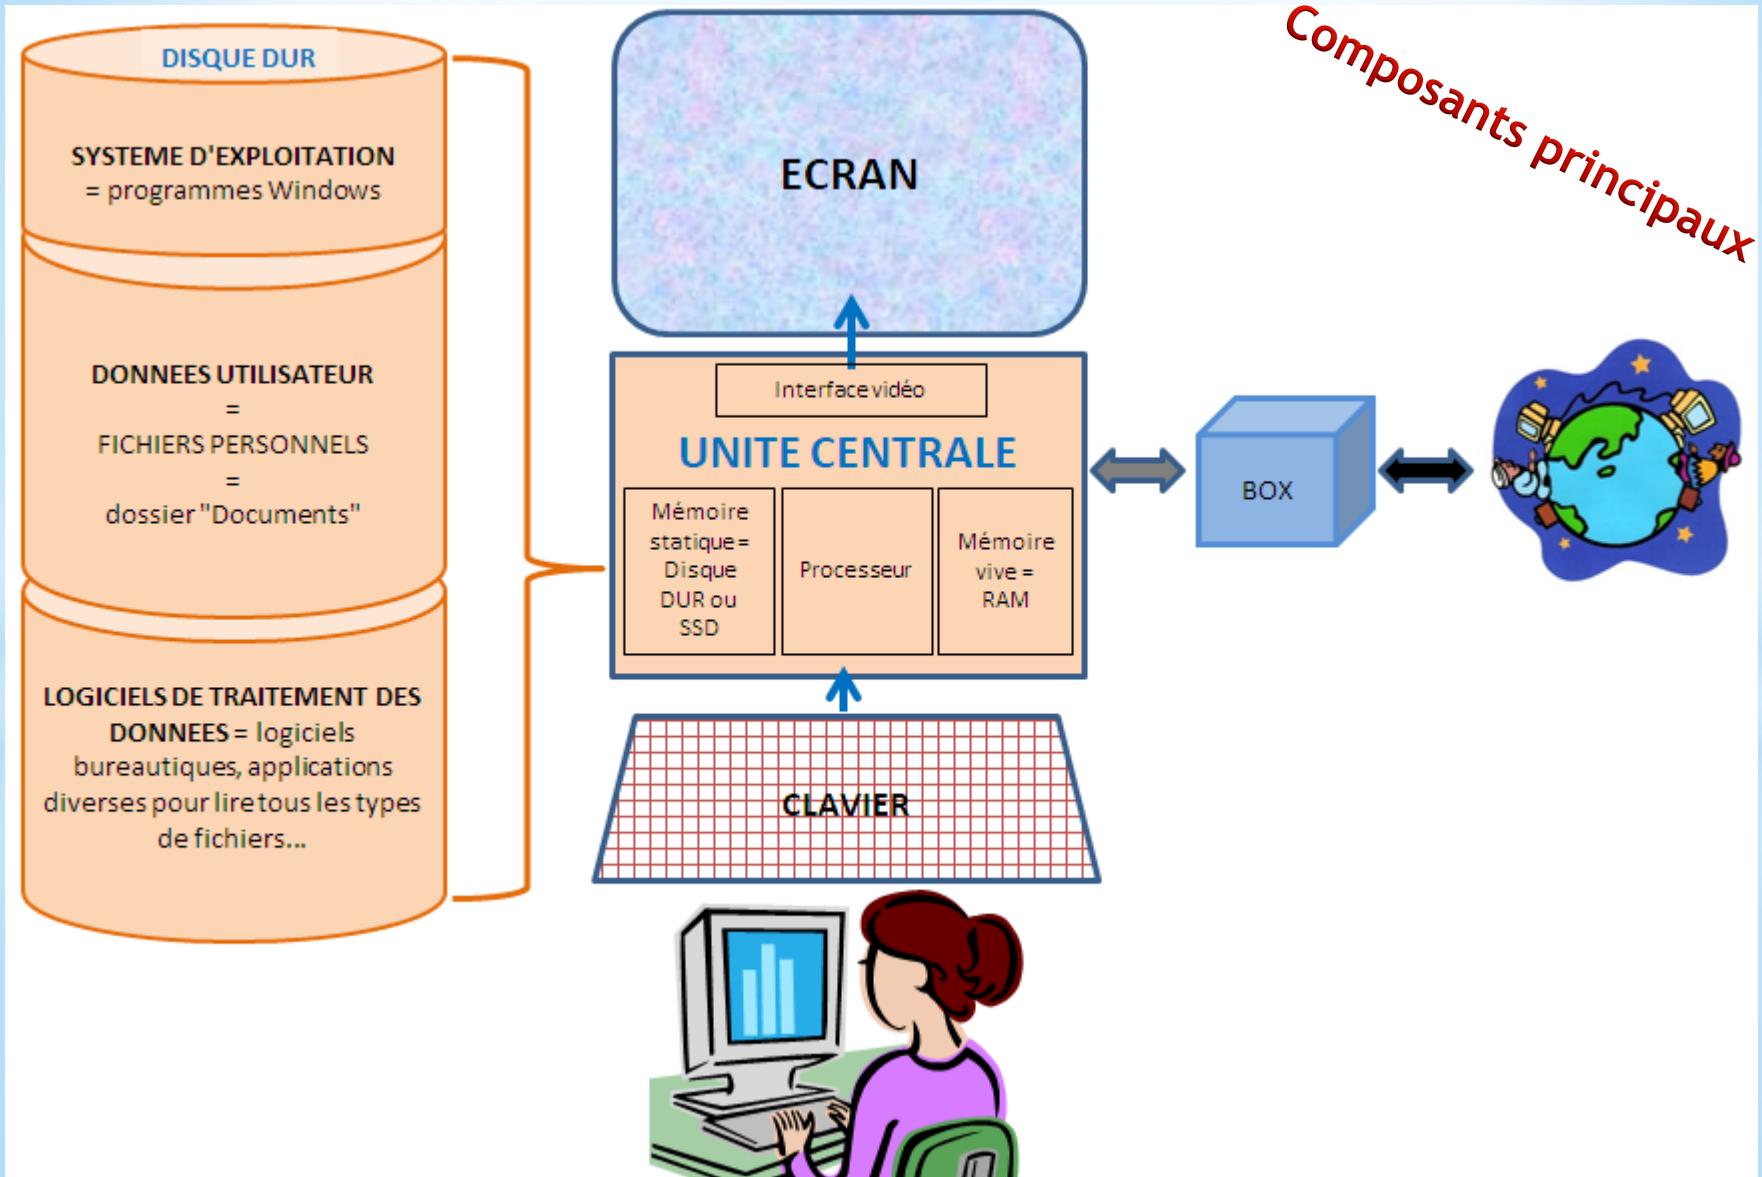 Composants principaux
DISQUE DUR
SYSTEME D'EXPLOITATION
= programmes Windows
DONNEES UTILISATEUR
=
FICHIERS PERSONNELS
=
dossier "Documents"
LOGICIELS DE TRAITEMENT DES
DONNEES = logiciels
bureautiques, applications
diverses pour lire tous les types
de fichiers...
ECRAN
Interface vidéo
UNITE CENTRALE
Mémoire
statique =
Disque
DUR ou
SSD
Processeur
Mémoire
vive =
RAM
CLAVIER
BOX